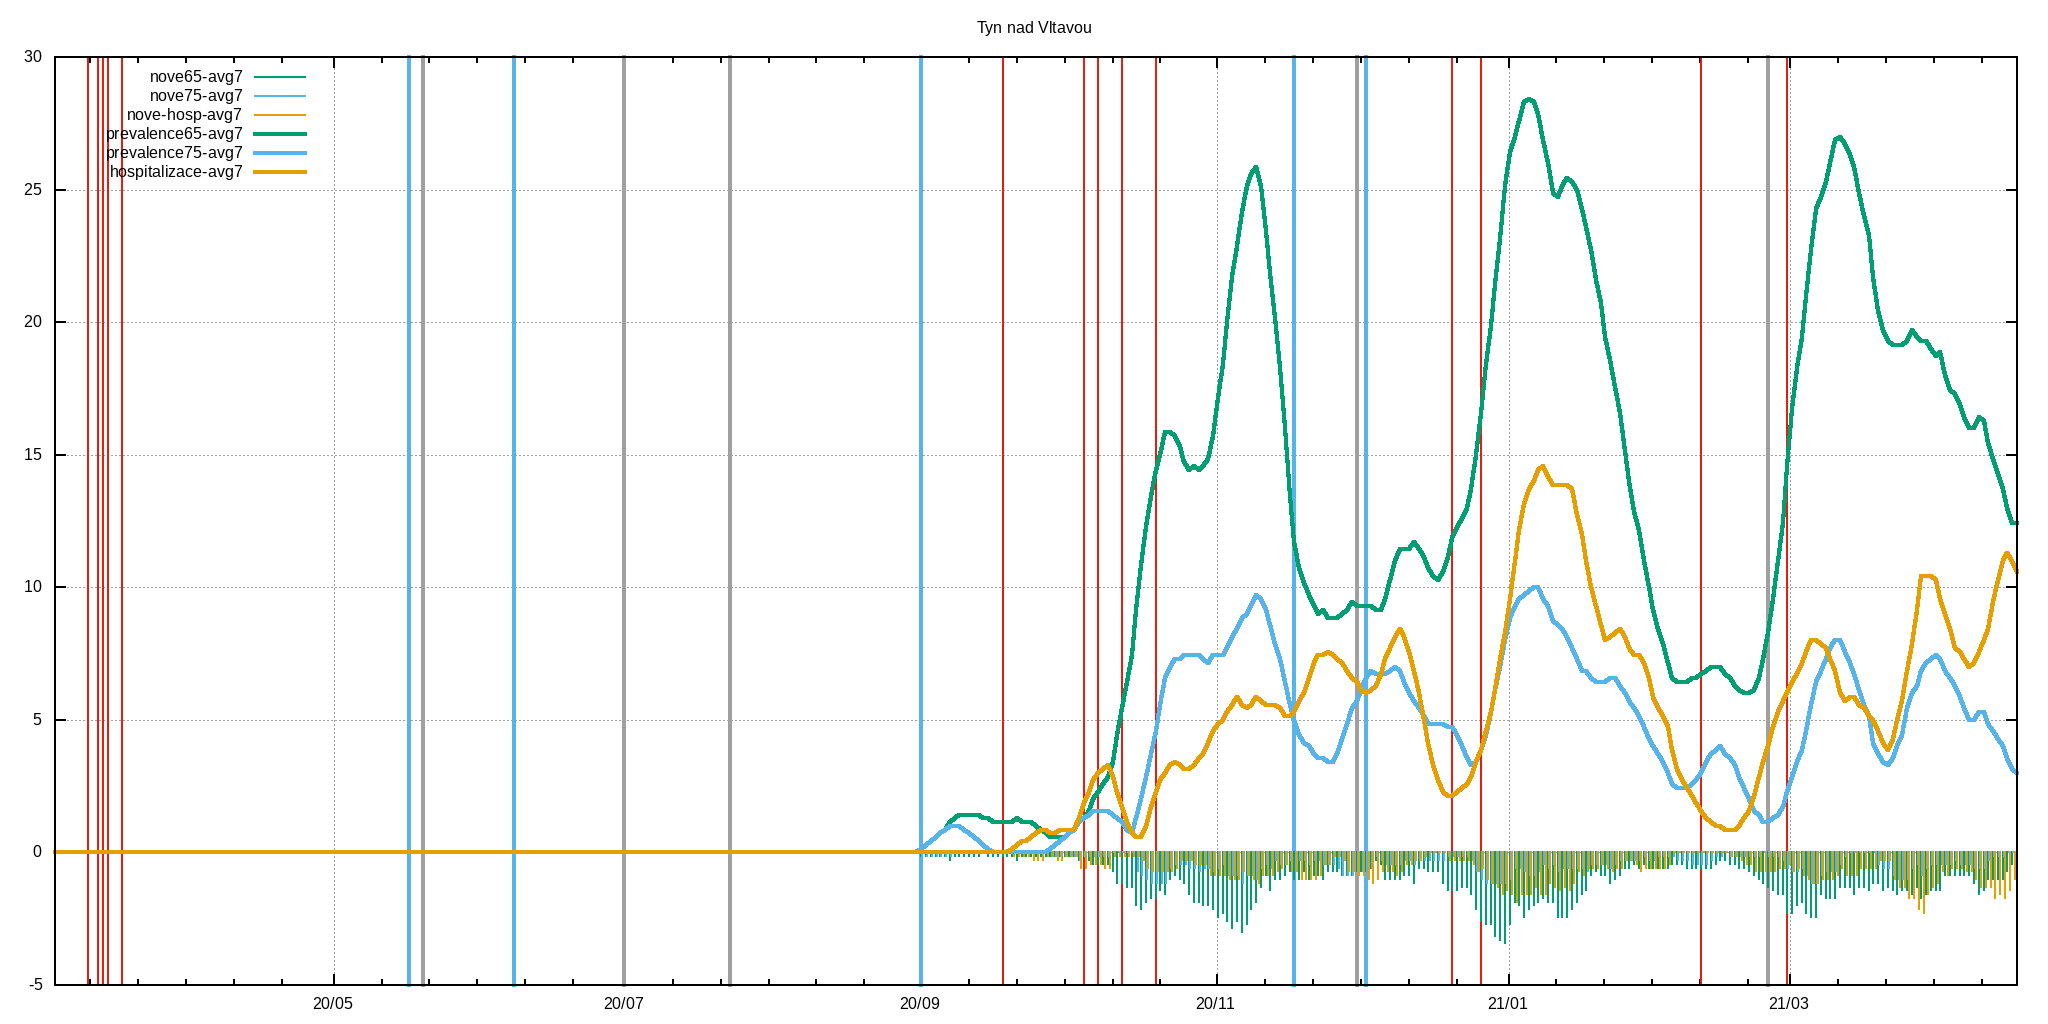 Tyn nad Vltavou
30
25
20
15
10
5
0
-5
nove65-avg7
nove75-avg7
nove-hosp-avg7
prevalence65-avg7
prevalence75-avg7
hospitalizace-avg7
20/05
20/07
20/09
20/11
21/01
21/03